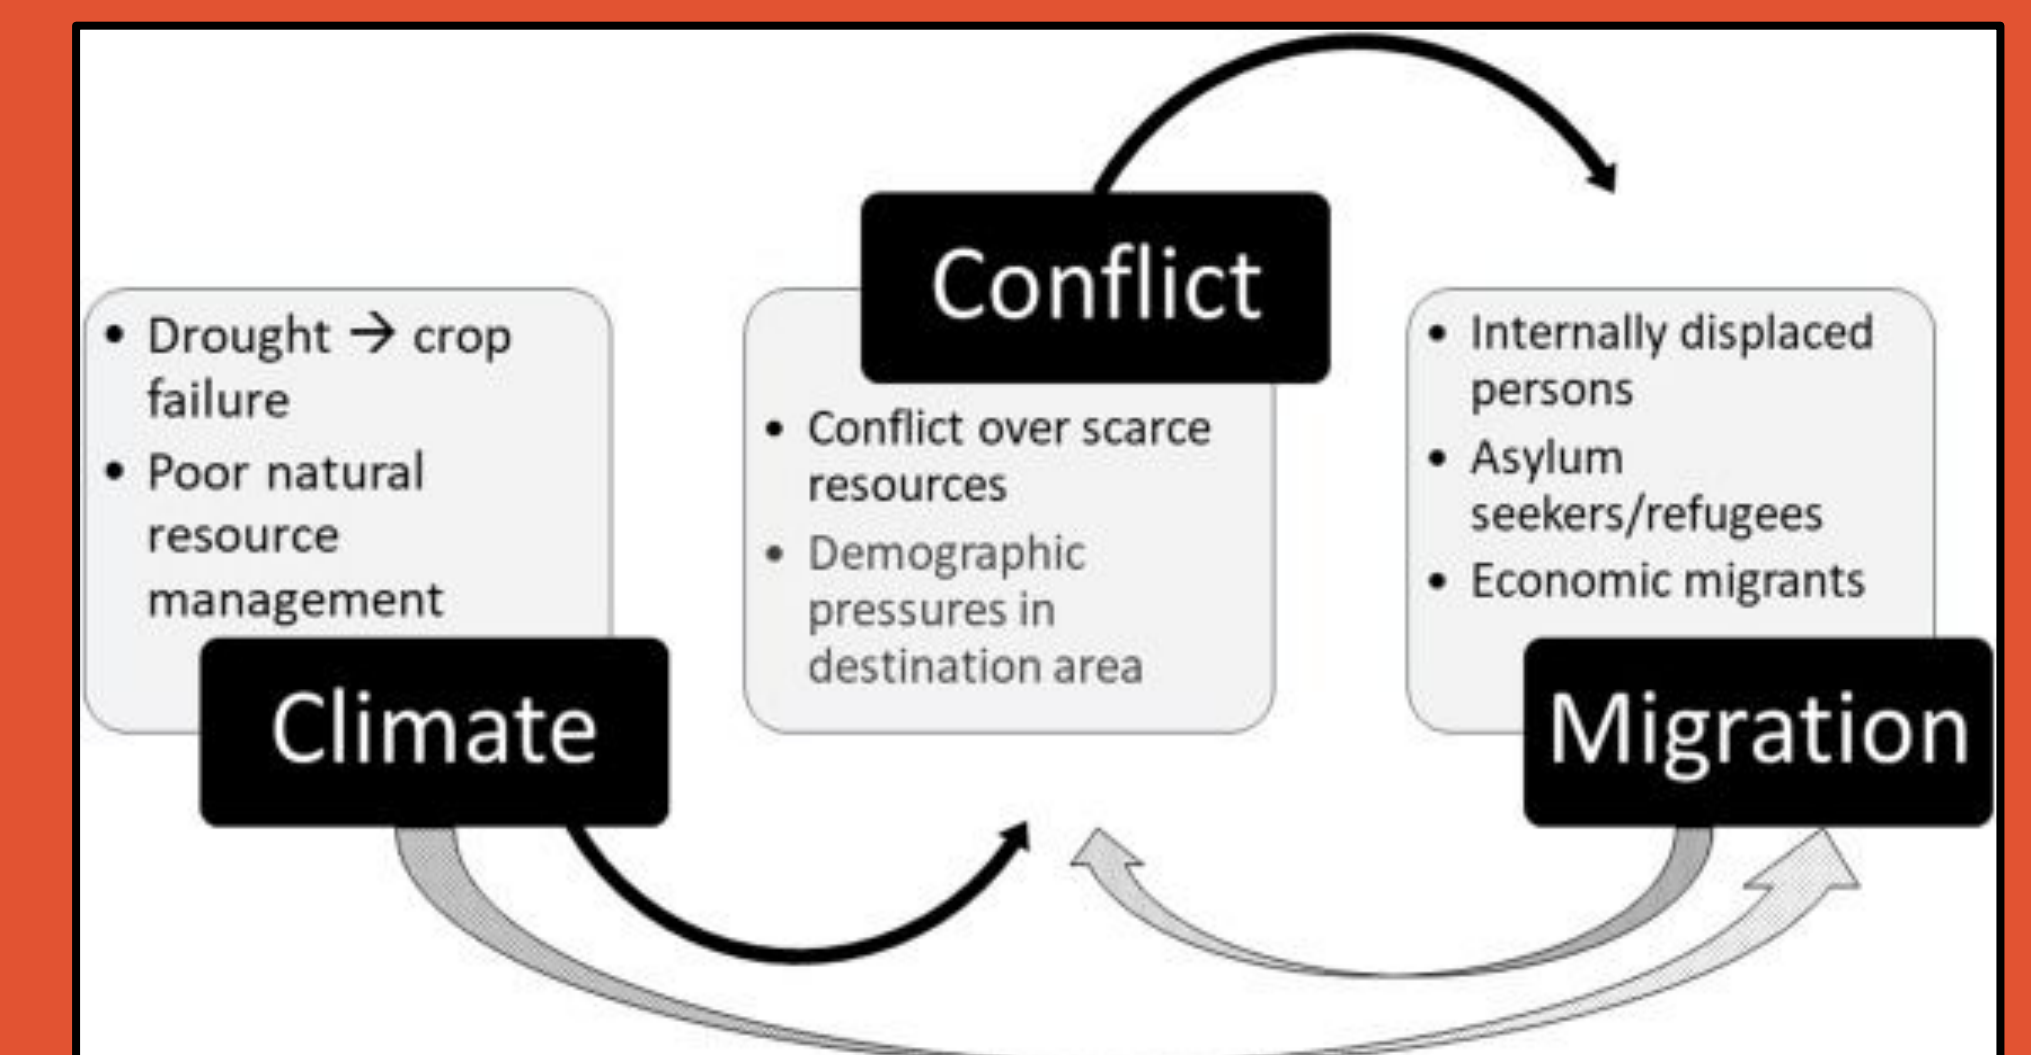 • Drought → crop
failure
• Poor natural
resource
management
Climate
Conflict
• Conflict over scarce
resources
• Demographic
pressures in
destination area
• Internally displaced
persons
• Asylum
seekers/refugees
• Economic migrants
Migration